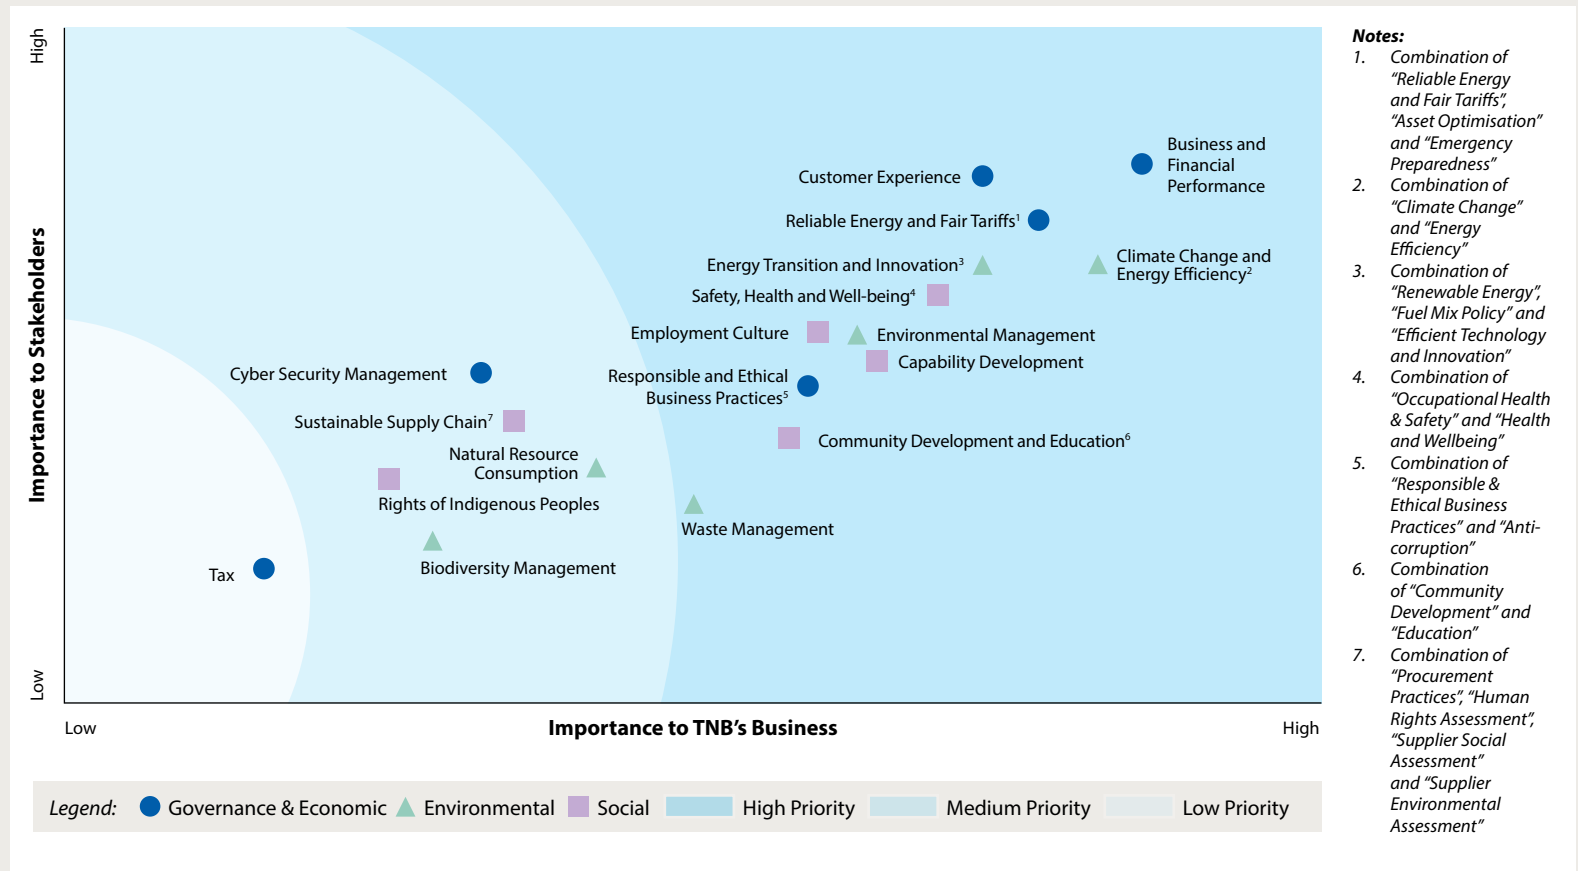 High
Importance to Stakeholders
Low
Business and
Financial
Performance
Customer Experience
Reliable Energy and Fair Tariffs¹
Energy Transition and Innovation³
Climate Change and
Energy Efficiency²
Safety, Health and Well-being⁴
Employment Culture
Environmental Management
Capability Development
Cyber Security Management
Responsible and Ethical
Business Practices⁵
Sustainable Supply Chain⁷
Community Development and Education⁶
Natural Resource
Consumption
Rights of Indigenous Peoples
Waste Management
Biodiversity Management
Tax
Low
Importance to TNB’s Business
High
Legend:
Governance & Economic
Environmental
Social
High Priority
Medium Priority
Low Priority
Notes:
1. Combination of
“Reliable Energy
and Fair Tariffs”,
“Asset Optimisation”
and “Emergency
Preparedness”
2. Combination of
“Climate Change”
and “Energy
Efficiency”
3. Combination of
“Renewable Energy”,
“Fuel Mix Policy” and
“Efficient Technology
and Innovation”
4. Combination of
“Occupational Health
& Safety” and “Health
and Wellbeing”
5. Combination of
“Responsible &
Ethical Business
Practices” and “Anti-
corruption”
6. Combination
of “Community
Development” and
“Education”
7. Combination of
“Procurement
Practices”, “Human
Rights Assessment”,
“Supplier Social
Assessment”
and “Supplier
Environmental
Assessment”